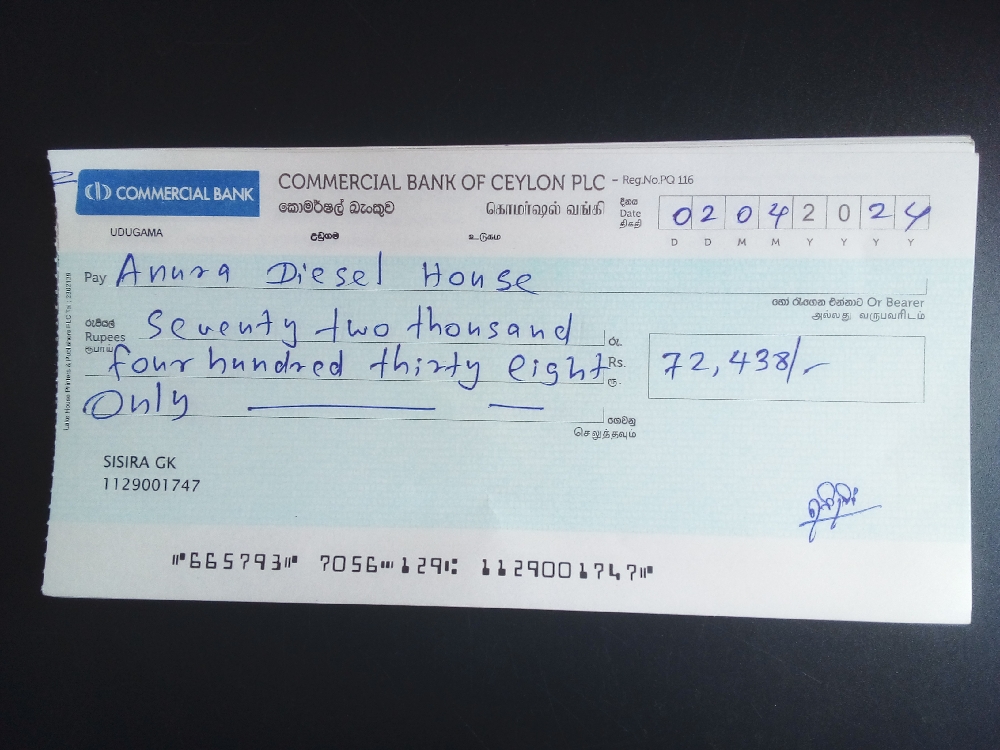 COMMERCIAL BANK
COMMERCIAL BANK OF CEYLON PLC - Reg.No.PQ 116
කොමර්ෂල් බැංකුව கொமர்ஷல் வங்கி
UDUGAMA උඩුගම உடுகம
දිනය
Date
திகதி
02042024
D D M M Y Y Y Y
Pay Anura Diesel House
හෝ රැගෙන එන්නාට Or Bearer
அல்லது வருபவரிடம்
රුපියල්
Rupees
ரூபாய்
Seventy two thousand
four hundred thirty eight
Only
රු.
Rs.
ரூ.
72,438/-
ගෙවනු
செலுத்தவும்
SISIRA GK
1129001747
⑈665793⑈ 7056⑉129⑆ 1129001747⑈